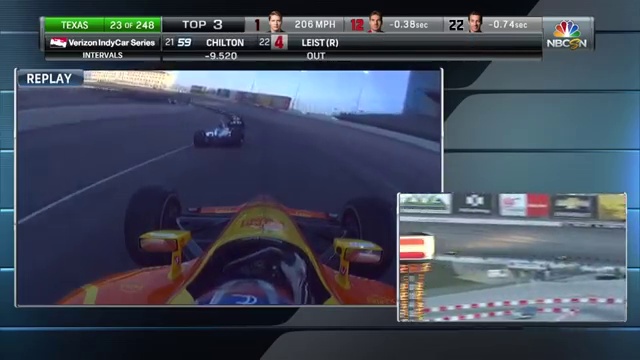 TEXAS 23 of 248 TOP 3 1 206 MPH 12 -0.38sec 22 -0.74sec
Verizon IndyCar Series 21 59 CHILTON 22 4 LEIST (R) NBCSN
INTERVALS -9.520 OUT
REPLAY